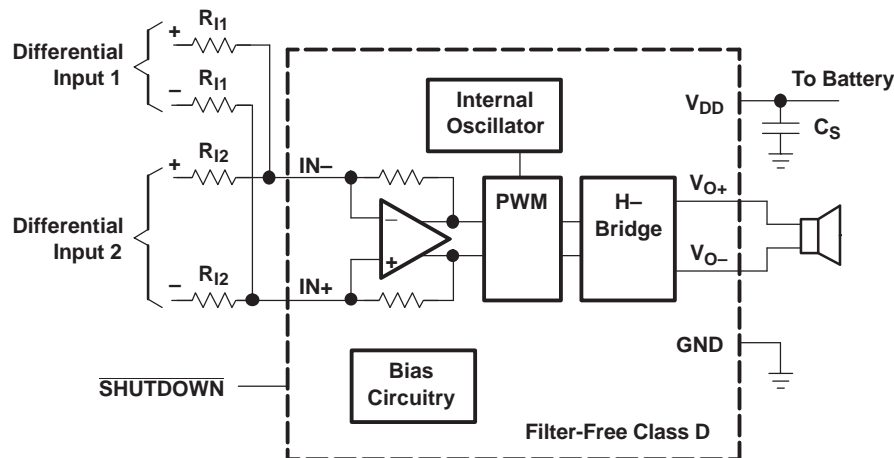 +
R_I1
Differential
Input 1
−
R_I1
Internal
Oscillator
To Battery
V_DD
C_S
+
R_I2
IN−
PWM
H−
Bridge
V_O+
−
+
Differential
Input 2
−
R_I2
IN+
V_O−
GND
SHUTDOWN
Bias
Circuitry
Filter-Free Class D